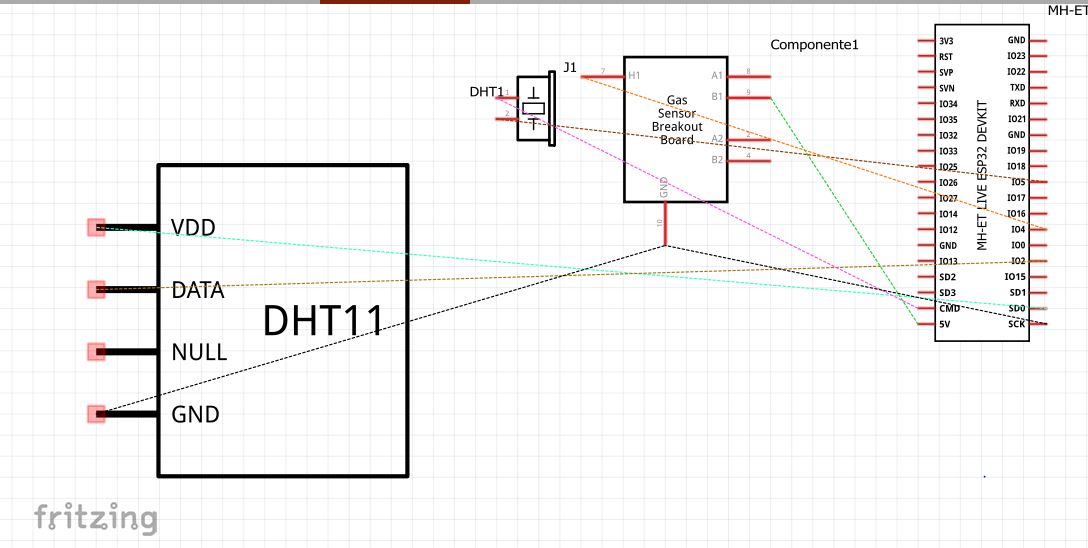 MH-ET
Componente1
J1
DHT1
1
2
7
H1
A1
8
B1
9
Gas
Sensor
Breakout
Board
A2
2
B2
4
GND
10
VDD
DATA
NULL
GND
DHT11
MH-ET LIVE ESP32 DEVKIT
3V3
GND
RST
IO23
SVP
IO22
SVN
TXD
IO34
RXD
IO35
IO21
IO32
GND
IO33
IO19
IO25
IO18
IO26
IO5
IO27
IO17
IO14
IO16
IO12
IO4
GND
IO0
IO13
IO2
SD2
IO15
SD3
SD1
CMD
SD0
5V
SCK
fritzing